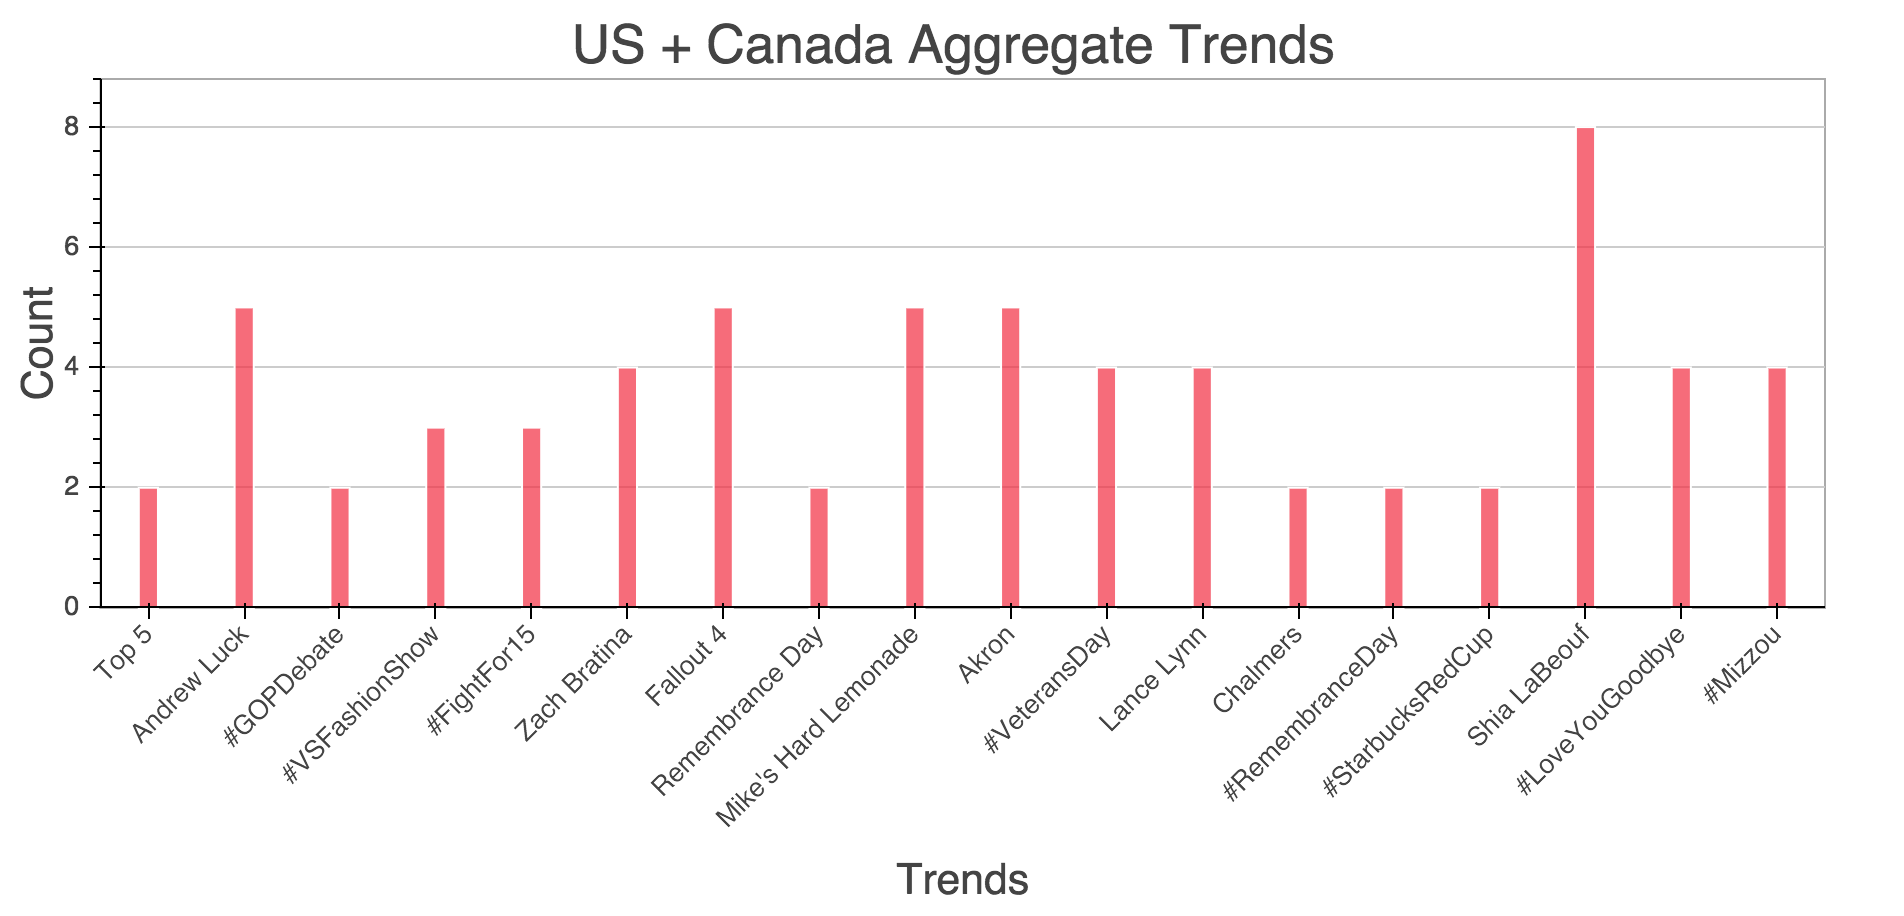 US + Canada Aggregate Trends
Count
8
6
4
2
0
Top 5
Andrew Luck
#GOPDebate
#VSFashionShow
#FightFor15
Zach Bratina
Fallout 4
Remembrance Day
Mike's Hard Lemonade
Akron
#VeteransDay
Lance Lynn
Chalmers
#RemembranceDay
#StarbucksRedCup
Shia LaBeouf
#LoveYouGoodbye
#Mizzou
Trends